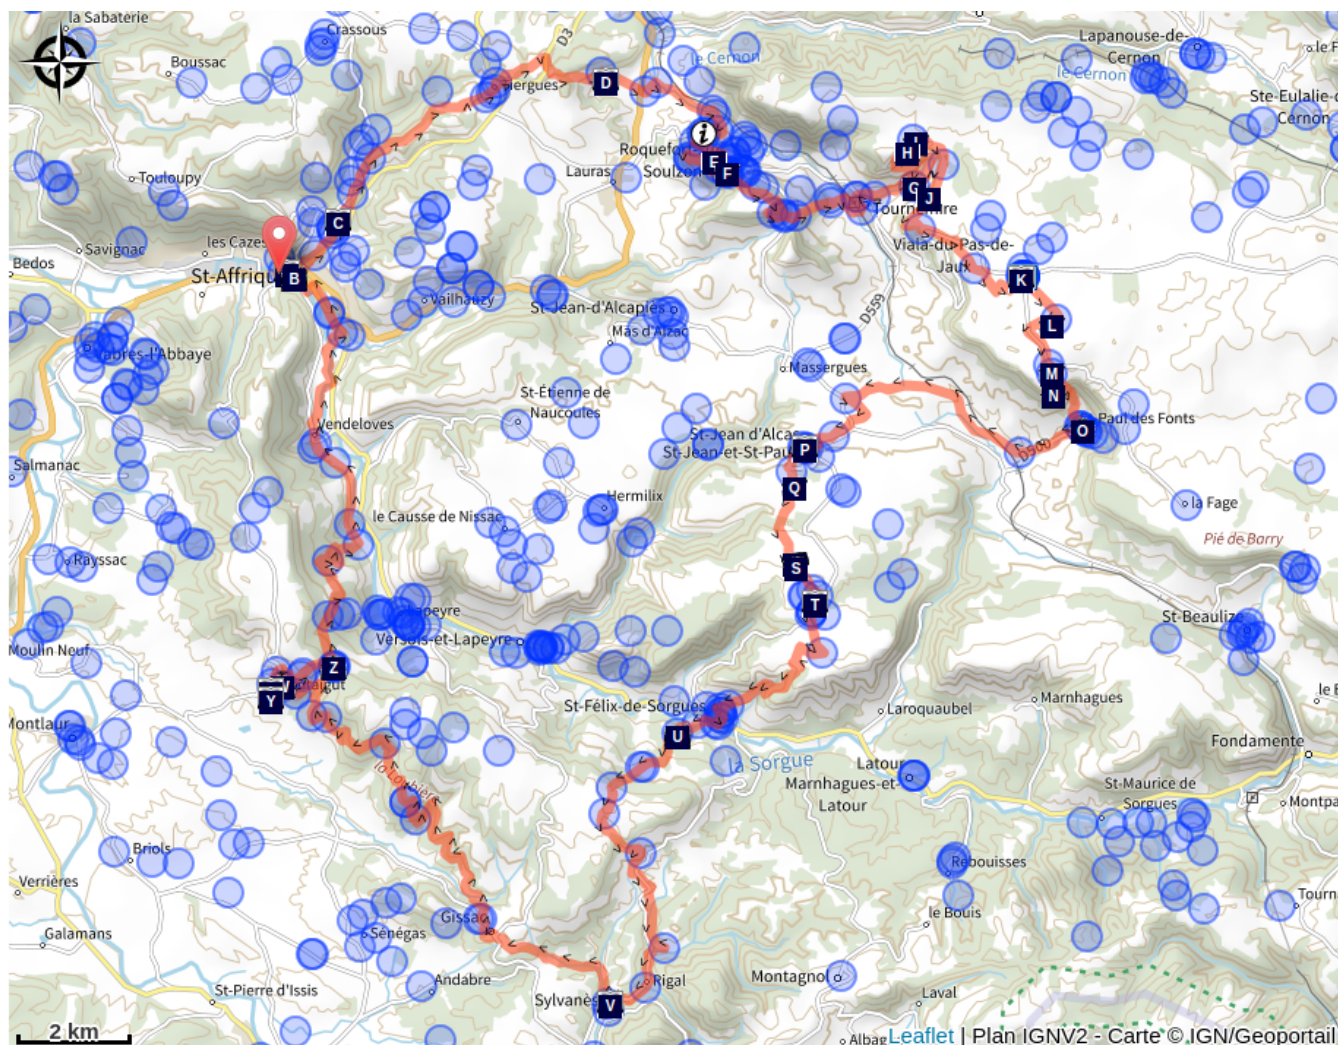 la Sabaterie
Crassous
Boussac
D3
le Cernon
Lapanouse-de-
Cernon
le Cernon
Ste-Eulalie-
Cernon
D
Roquefort
Soulzon
E
F
Lauras
H
I
G
J
Tournemire
Touloupy
C
Savignac
les Cazes
Bedos
St-Affrique
B
Viala-du-Pas-de-
Jaux
K
Vailhauzy
St-Jean-d'Alcapiès
D559
Mas d'Alzac
L
Vabres-l'Abbaye
Massergues
M
St-Étienne de
Naucoules
N
Vendeloves
Paul des Fonts
O
St-Jean d'Alcas
St-Jean-et-St-Paul
P
D900
Salmanac
Q
Hermilix
la Fage
le Causse de Nissac
Pié de Barry
Rayssac
S
T
Lapeyre
St-Beaulize
Versols-et-Lapeyre
Moulin Neuf
Z
Y
Marnhagues
St-Félix-de-Sorgues
Laroquaubel
Montlaur
U
Fondamente
la Sorgue
Latour
Marnhagues-et-
Latour
St-Maurice de
Sorgues
Briols
Rebouisses
Verrières
Gissac
le Bouis
Galamans
Sénégas
Andabre
Rigal
Montagnol
St-Pierre d'Issis
Sylvanès
V
Laval
2 km
Leaflet | Plan IGNV2 - Carte © IGN/Geoportail